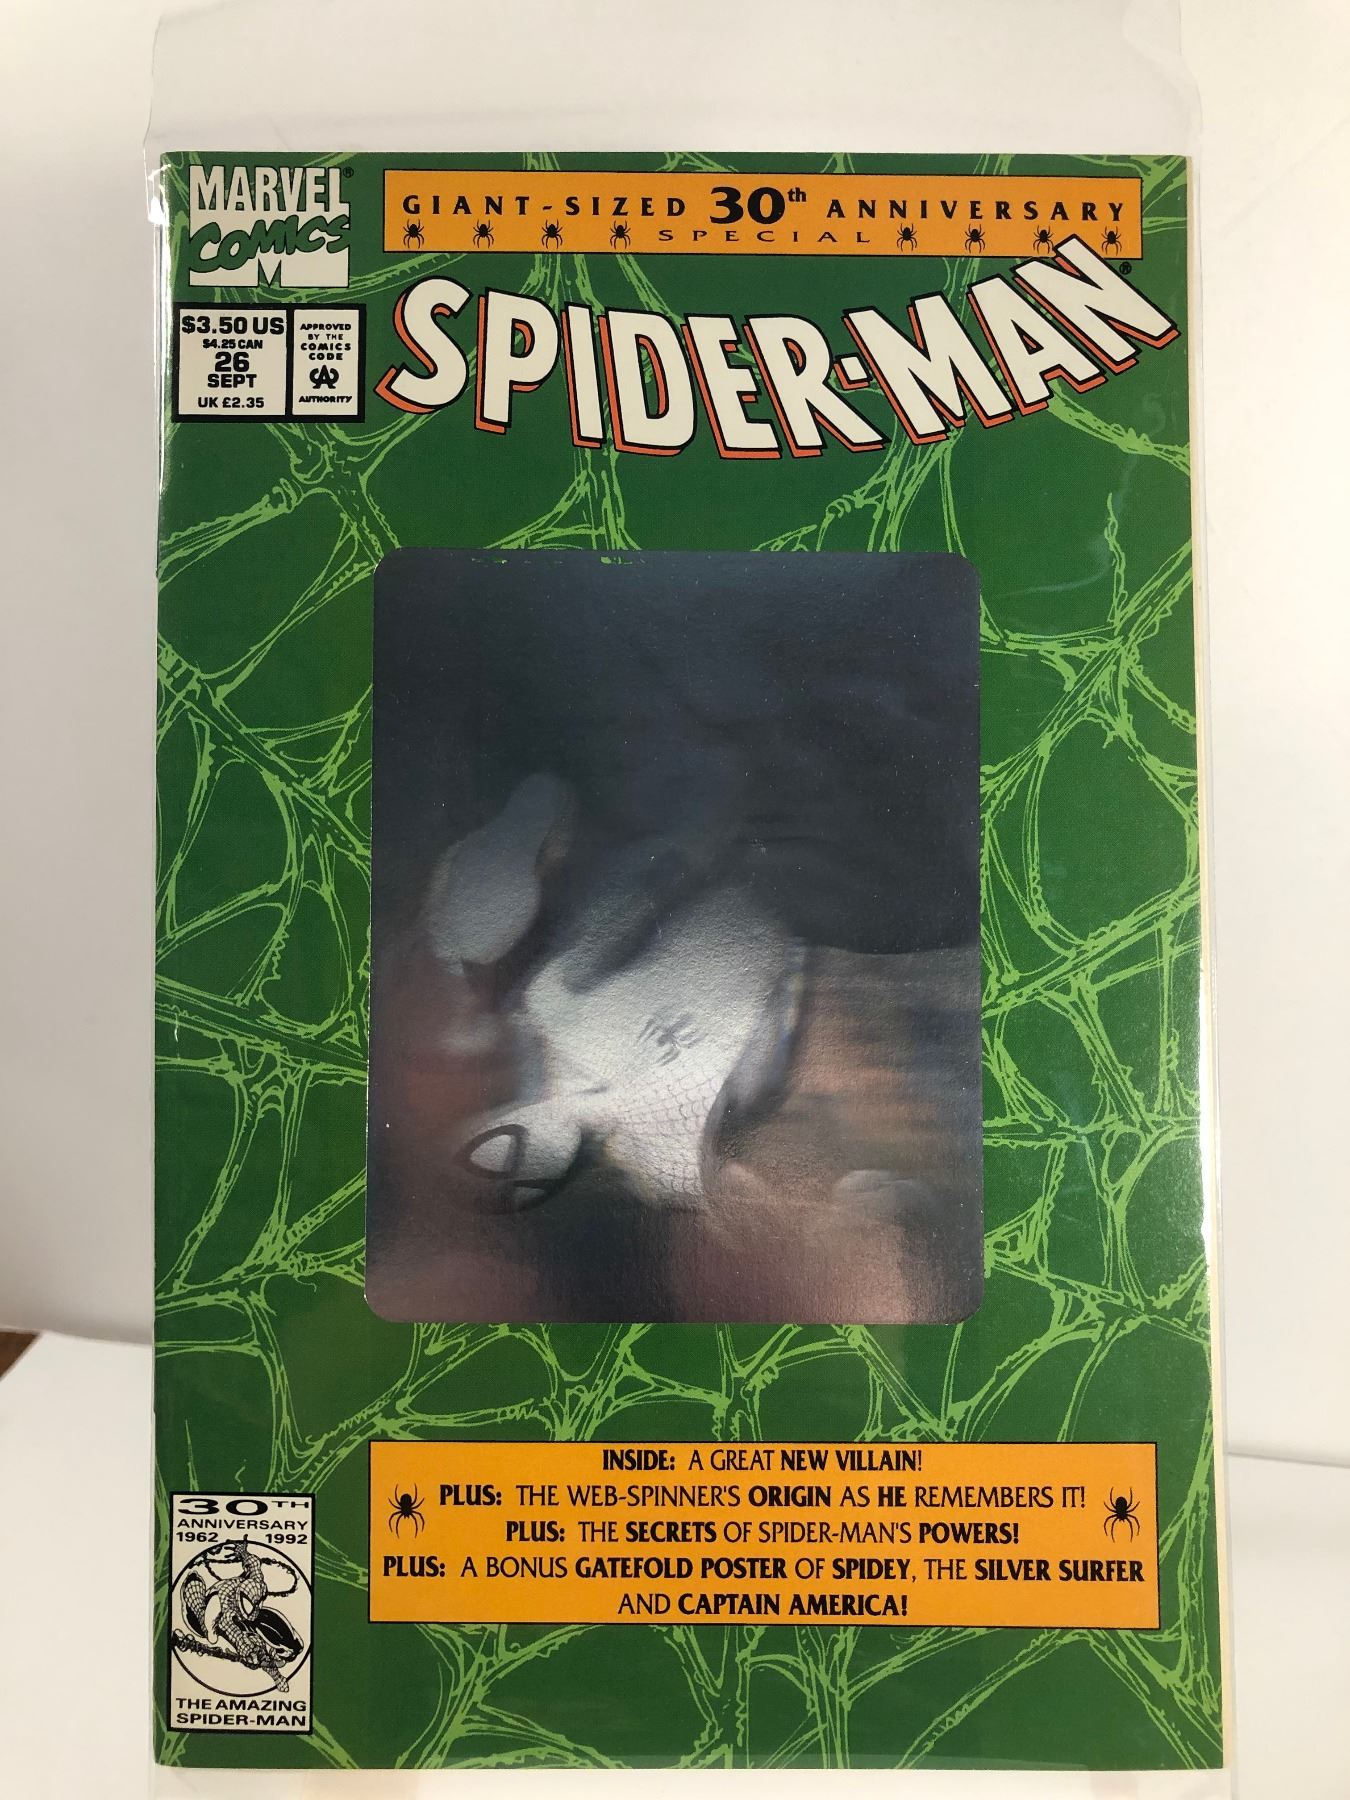 MARVEL®
COMICS
M
GIANT-SIZED 30th ANNIVERSARY
SPECIAL
SPIDER-MAN®
$3.50 US
$4.25 CAN
26
SEPT
UK £2.35
APPROVED
BY THE
COMICS
CODE
CA
AUTHORITY
INSIDE: A GREAT NEW VILLAIN!
PLUS: THE WEB-SPINNER'S ORIGIN AS HE REMEMBERS IT!
PLUS: THE SECRETS OF SPIDER-MAN'S POWERS!
PLUS: A BONUS GATEFOLD POSTER OF SPIDEY, THE SILVER SURFER
AND CAPTAIN AMERICA!
30TH
ANNIVERSARY
1962 1992
THE AMAZING
SPIDER-MAN